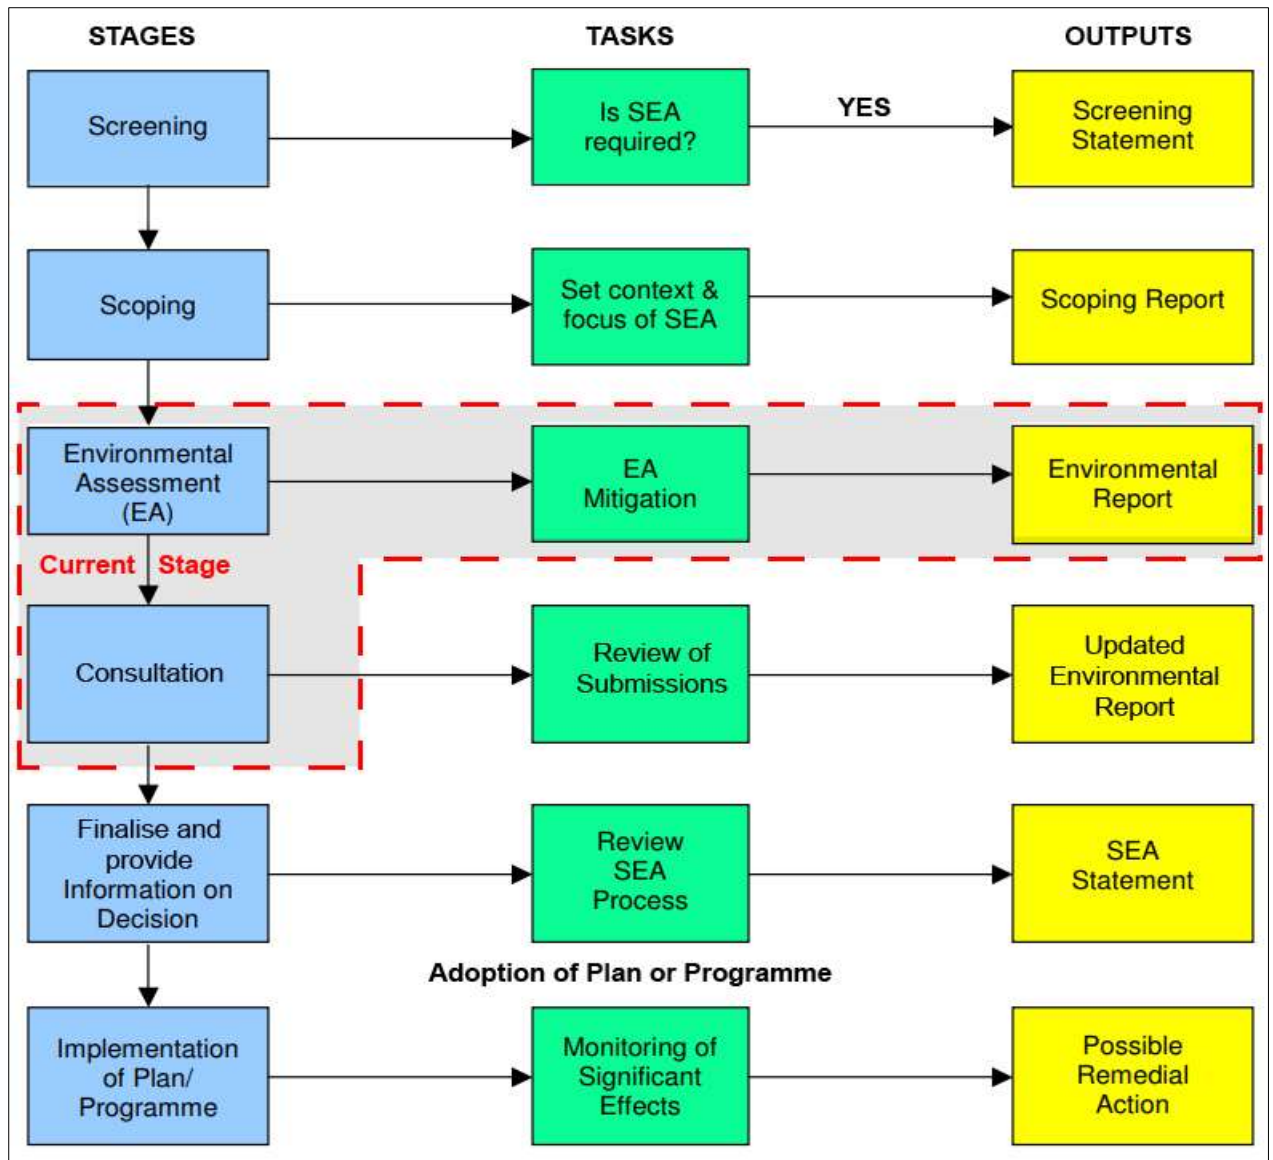 STAGES
TASKS
OUTPUTS
Screening
Is SEA
required?
YES
Screening
Statement
Scoping
Set context &
focus of SEA
Scoping Report
Environmental
Assessment
(EA)
EA
Mitigation
Environmental
Report
Current Stage
Consultation
Review of
Submissions
Updated
Environmental
Report
Finalise and
provide
Information on
Decision
Review
SEA
Process
SEA
Statement
Adoption of Plan or Programme
Implementation
of Plan/
Programme
Monitoring of
Significant
Effects
Possible
Remedial
Action